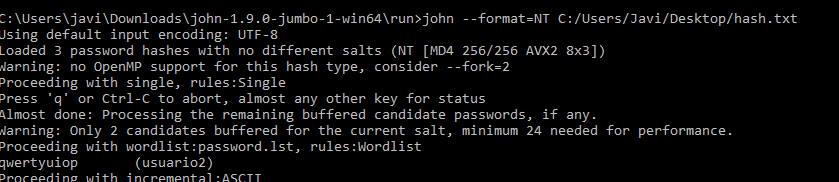 C:\Users\javi\Downloads\john-1.9.0-jumbo-1-win64\run>john --format=NT C:/Users/Javi/Desktop/hash.txt
Using default input encoding: UTF-8
Loaded 3 password hashes with no different salts (NT [MD4 256/256 AVX2 8x3])
Warning: no OpenMP support for this hash type, consider --fork=2
Proceeding with single, rules:Single
Press 'q' or Ctrl-C to abort, almost any other key for status
Almost done: Processing the remaining buffered candidate passwords, if any.
Warning: Only 2 candidates buffered for the current salt, minimum 24 needed for performance.
Proceeding with wordlist:password.lst, rules:Wordlist
qwertyuiop       (usuario2)
Proceeding with incremental:ASCII